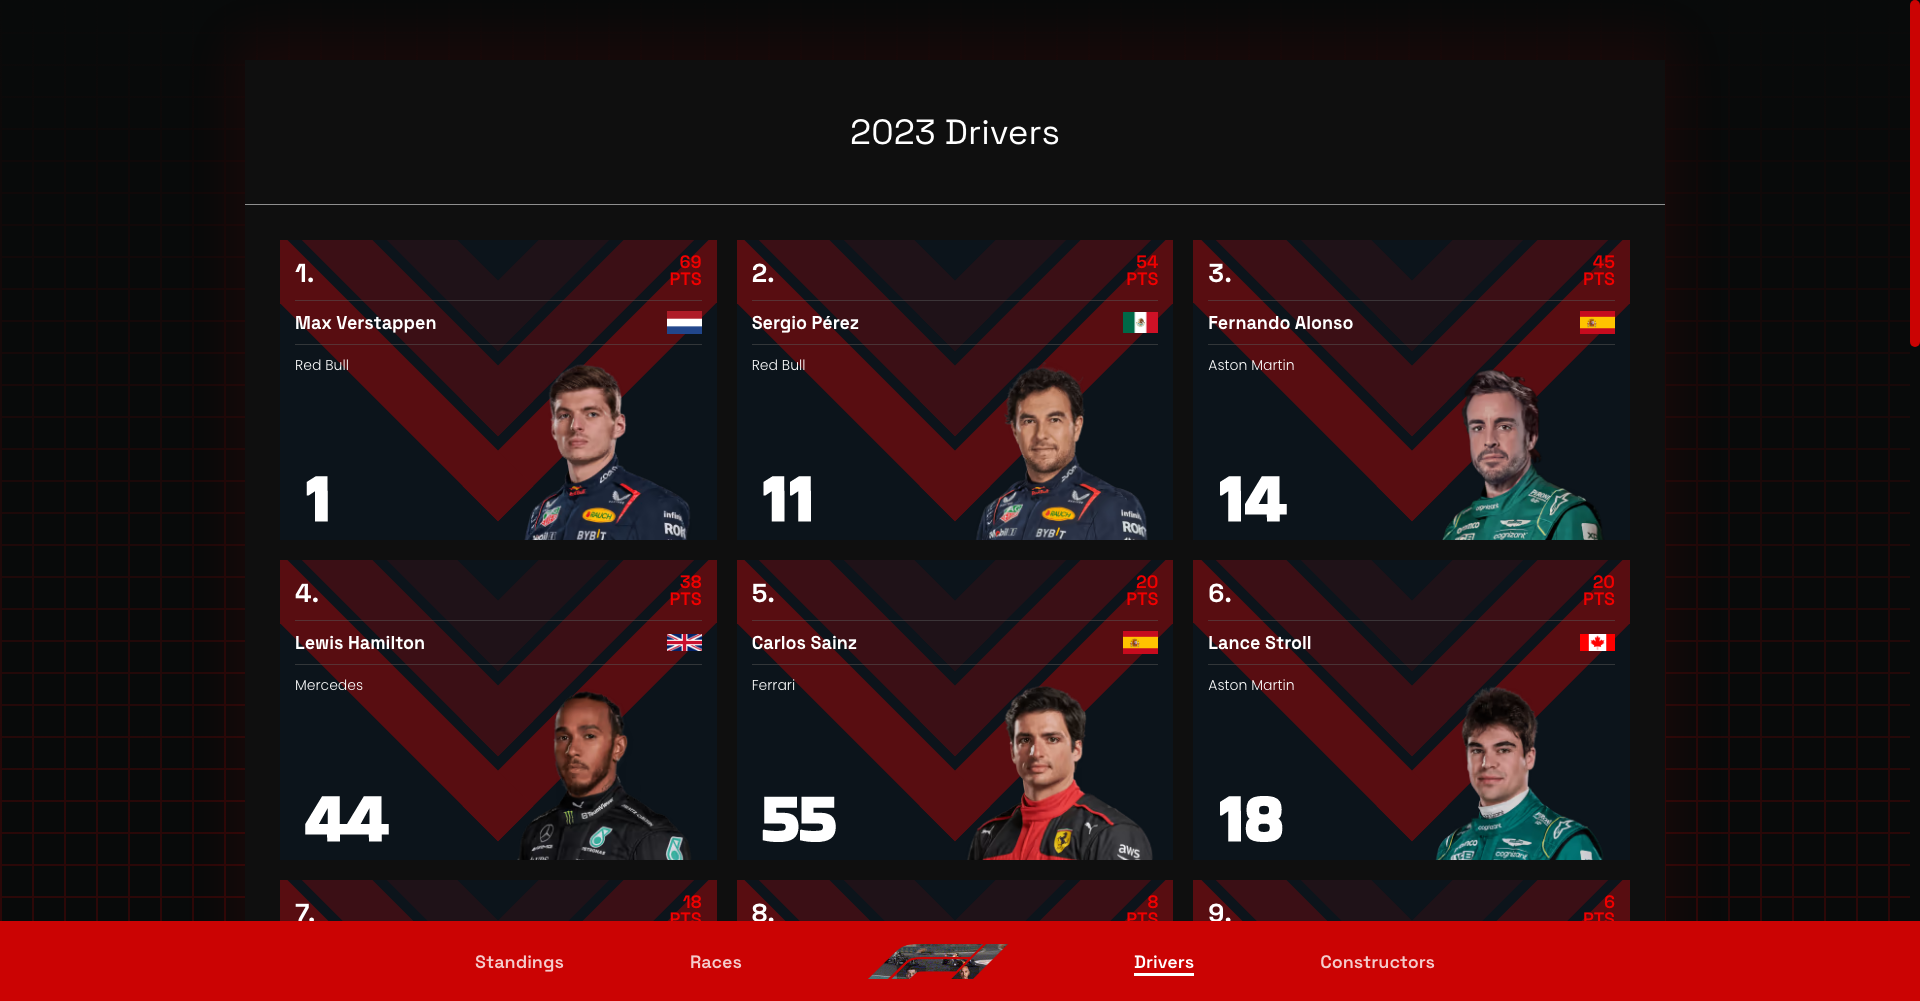 2023 Drivers
1.
69
PTS
Max Verstappen
Red Bull
1
2.
54
PTS
Sergio Pérez
Red Bull
11
3.
45
PTS
Fernando Alonso
Aston Martin
14
4.
38
PTS
Lewis Hamilton
Mercedes
44
5.
20
PTS
Carlos Sainz
Ferrari
55
aws
6.
20
PTS
Lance Stroll
Aston Martin
18
7.
18
PTS
8.
8
PTS
9.
6
PTS
Standings
Races
Drivers
Constructors